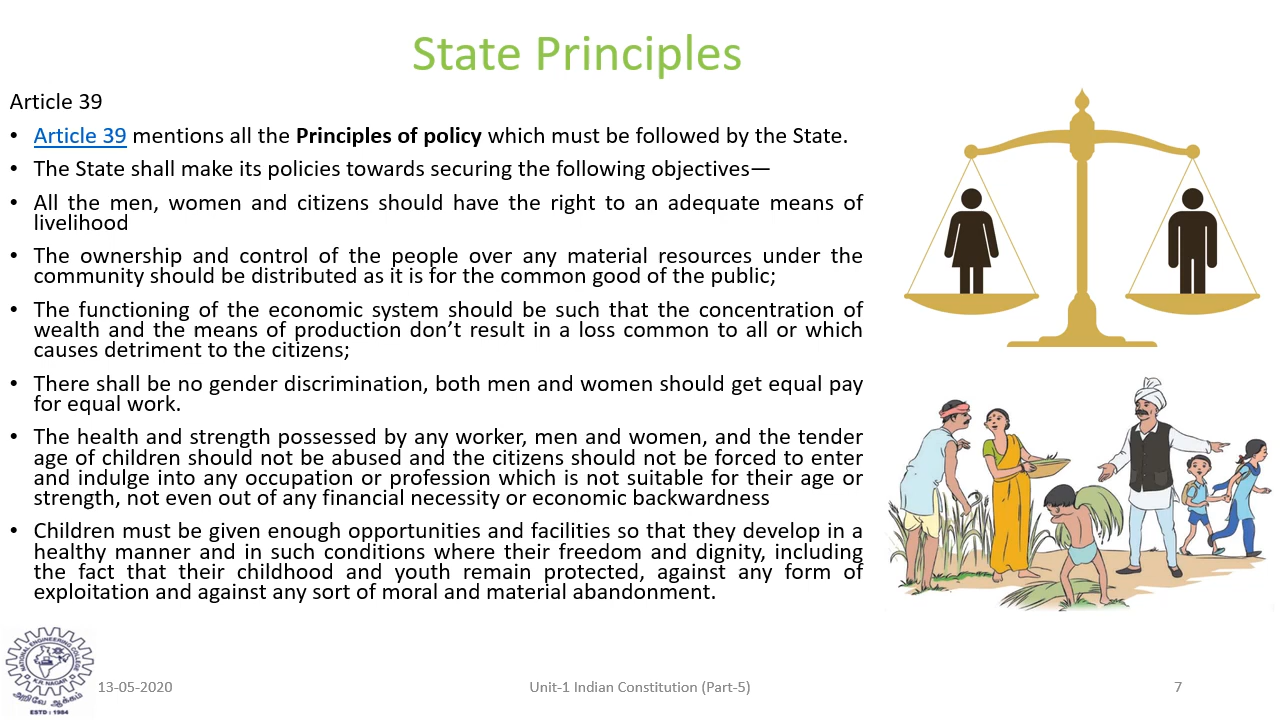 State Principles
Article 39
• Article 39 mentions all the Principles of policy which must be followed by the State.
• The State shall make its policies towards securing the following objectives—
• All the men, women and citizens should have the right to an adequate means of
livelihood
• The ownership and control of the people over any material resources under the
community should be distributed as it is for the common good of the public;
• The functioning of the economic system should be such that the concentration of
wealth and the means of production don’t result in a loss common to all or which
causes detriment to the citizens;
• There shall be no gender discrimination, both men and women should get equal pay
for equal work.
• The health and strength possessed by any worker, men and women, and the tender
age of children should not be abused and the citizens should not be forced to enter
and indulge into any occupation or profession which is not suitable for their age or
strength, not even out of any financial necessity or economic backwardness
• Children must be given enough opportunities and facilities so that they develop in a
healthy manner and in such conditions where their freedom and dignity, including
the fact that their childhood and youth remain protected, against any form of
exploitation and against any sort of moral and material abandonment.
NATIONAL ENGINEERING COLLEGE
K.R. NAGAR
அறிவே ஆக்கம்
ESTD : 1984
13-05-2020
Unit-1 Indian Constitution (Part-5)
7